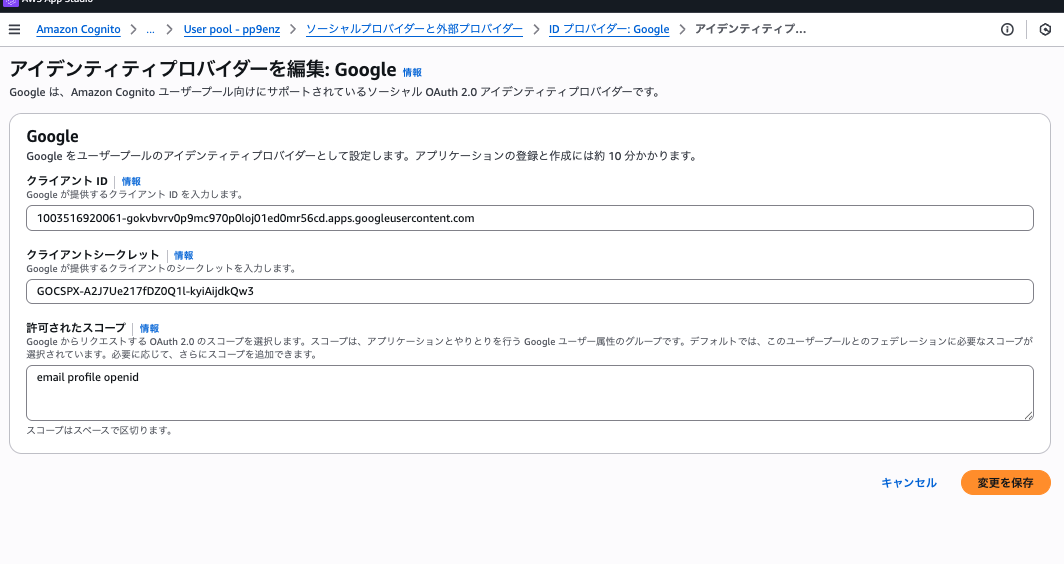 AWS App Studio
Amazon Cognito > ... > User pool - pp9enz > ソーシャルプロバイダーと外部プロバイダー > ID プロバイダー: Google > アイデンティティプ...
アイデンティティプロバイダーを編集: Google 情報
Google は、Amazon Cognito ユーザープール向けにサポートされているソーシャル OAuth 2.0 アイデンティティプロバイダーです。
Google
Google をユーザープールのアイデンティティプロバイダーとして設定します。アプリケーションの登録と作成には約 10 分かかります。
クライアント ID | 情報
Google が提供するクライアント ID を入力します。
1003516920061-gokvbvrv0p9mc970p0loj01ed0mr56cd.apps.googleusercontent.com
クライアントシークレット | 情報
Google が提供するクライアントのシークレットを入力します。
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
許可されたスコープ | 情報
Google からリクエストする OAuth 2.0 のスコープを選択します。スコープは、アプリケーションとやりとりを行う Google ユーザー属性のグループです。デフォルトでは、このユーザープールとのフェデレーションに必要なスコープが
選択されています。必要に応じて、さらにスコープを追加できます。
email profile openid
スコープはスペースで区切ります。
キャンセル 変更を保存